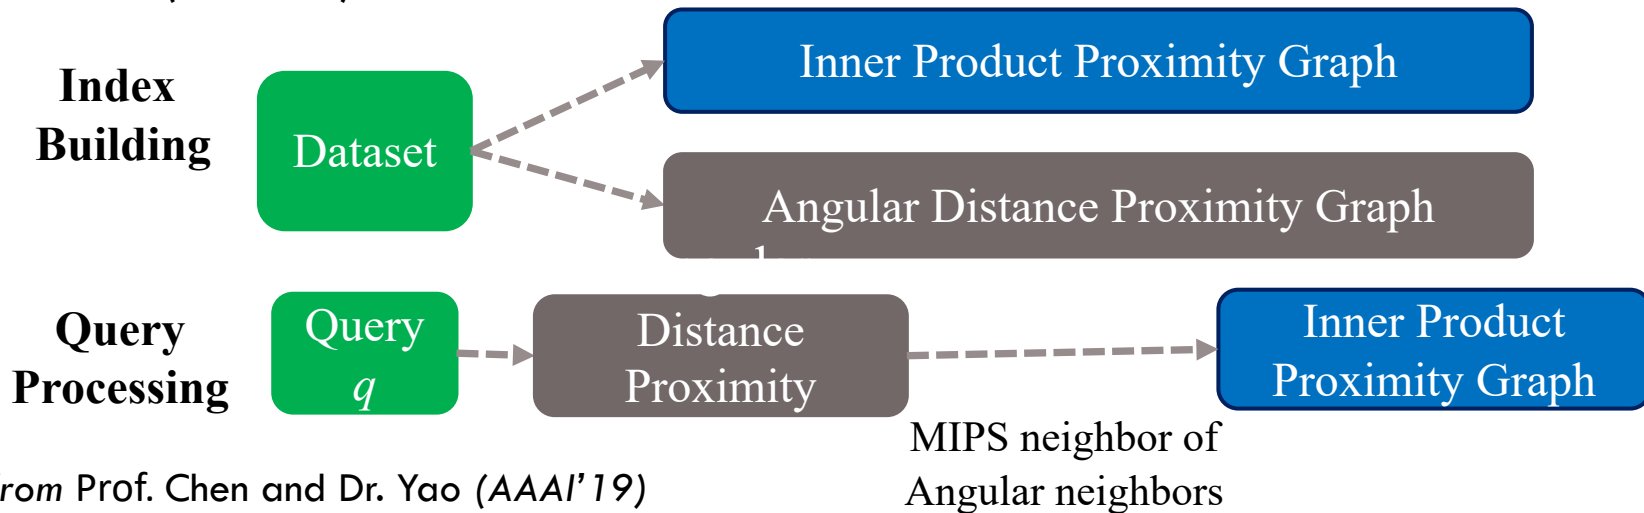 Index
Building
Dataset
Inner Product Proximity Graph
Angular Distance Proximity Graph
Query
Processing
Query
q
Distance
Proximity
Inner Product
Proximity Graph
MIPS neighbor of
Angular neighbors
Prof. Chen and Dr. Yao (AAAI'19)